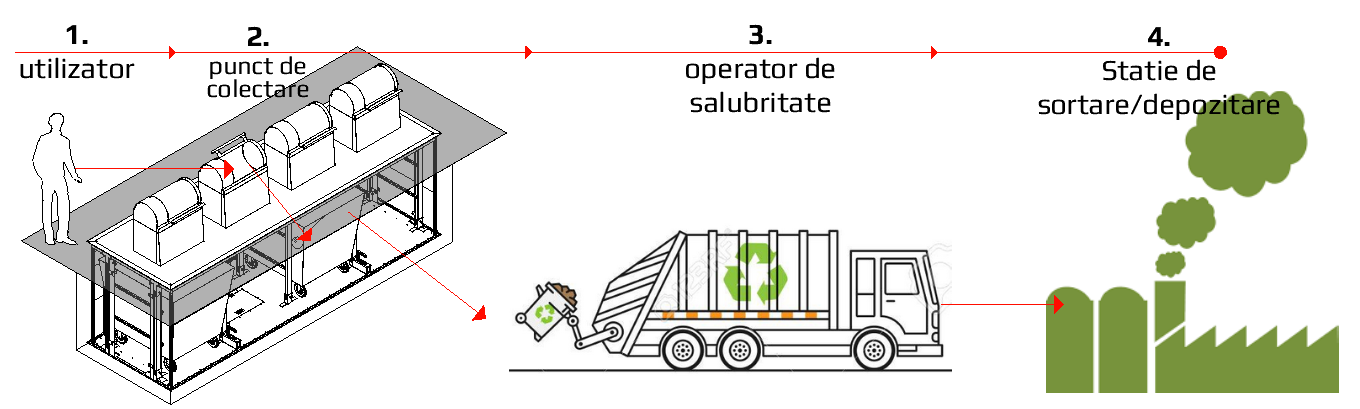 1.
utilizator
2.
punct de
colectare
3.
operator de
salubritate
4.
Statie de
sortare/depozitare